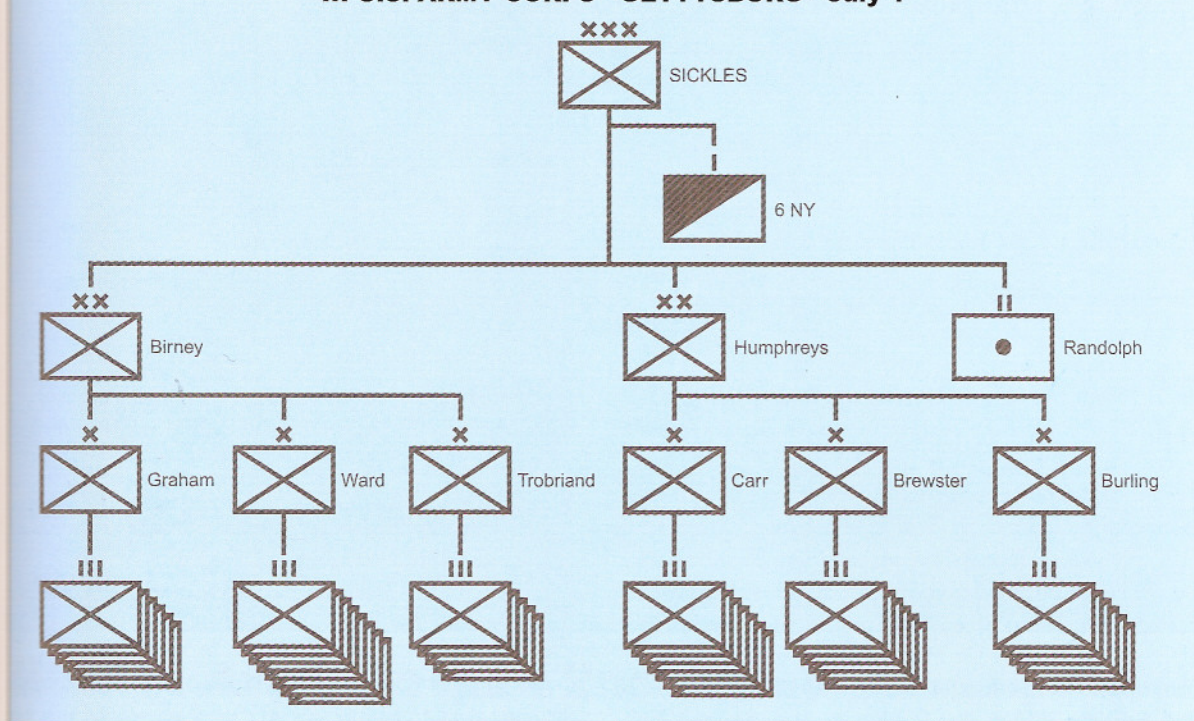 SICKLES
6 NY
Birney
Humphreys
Randolph
Graham
Ward
Trobriand
Carr
Brewster
Burling